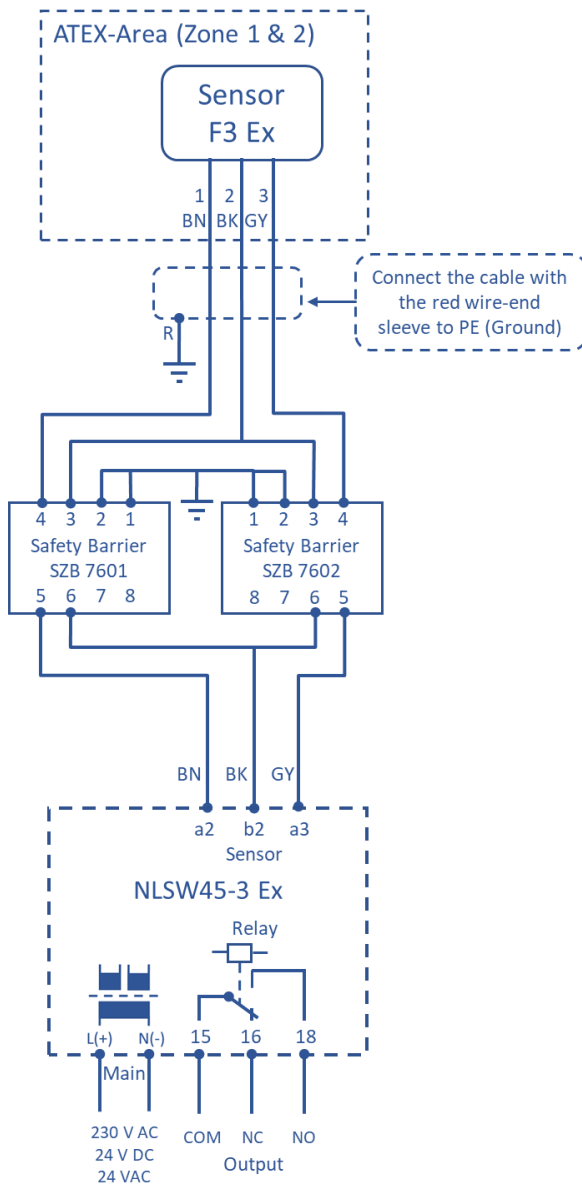 ATEX-Area (Zone 1 & 2)
Sensor
F3 Ex
1 2 3
BN BK GY
Connect the cable with
the red wire-end
sleeve to PE (Ground)
R
4 3 2 1
Safety Barrier
SZB 7601
5 6 7 8
1 2 3 4
Safety Barrier
SZB 7602
8 7 6 5
BN BK GY
a2 b2 a3
Sensor
NLSW45-3 Ex
Relay
L(+) N(-) 15 16 18
Main
230 V AC
24 V DC
24 VAC
COM NC NO
Output